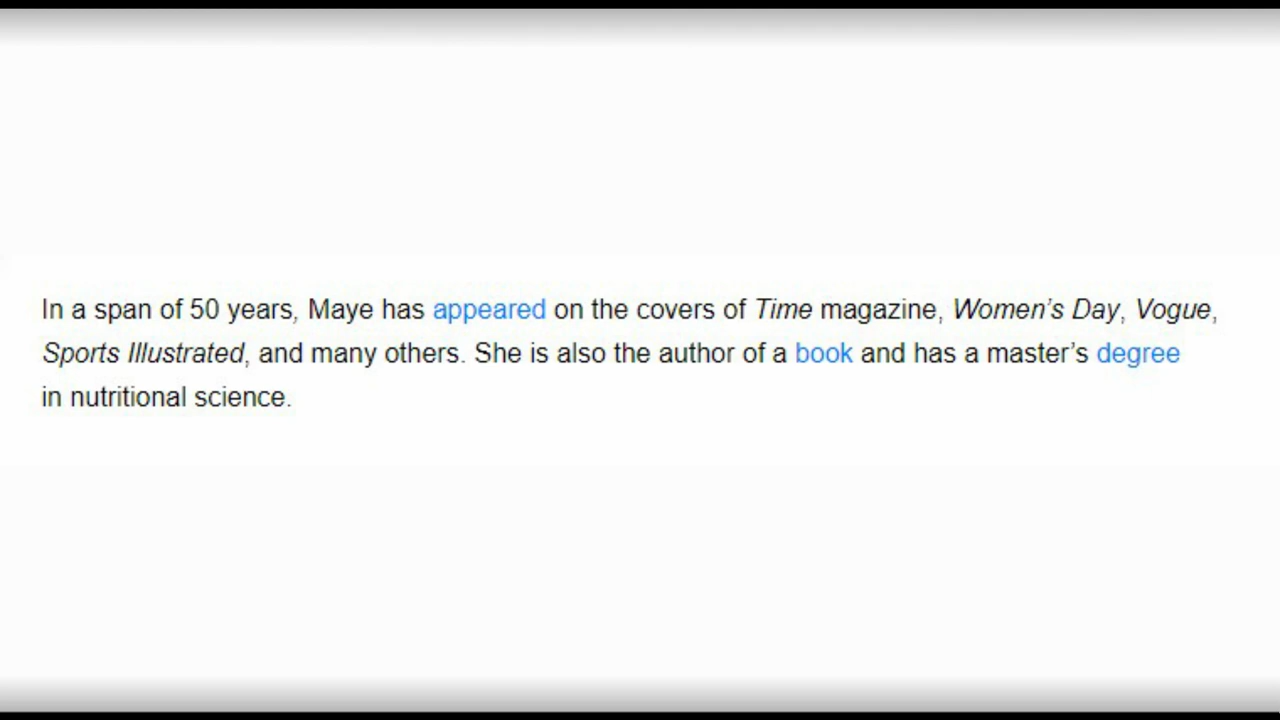 In a span of 50 years, Maye has appeared on the covers of Time magazine, Women’s Day, Vogue,
Sports Illustrated, and many others. She is also the author of a book and has a master’s degree
in nutritional science.